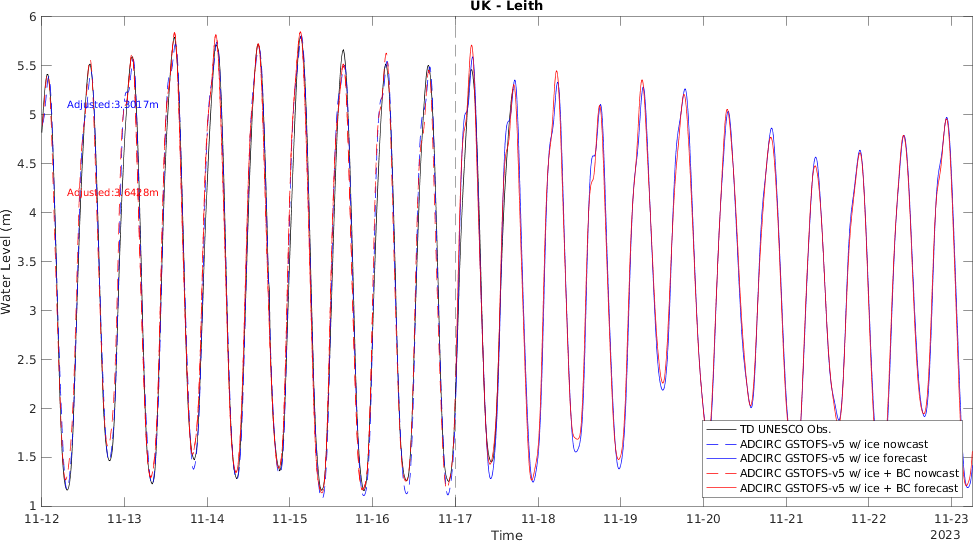 UK - Leith
6
5.5
5
4.5
4
3.5
3
2.5
2
1.5
1
Water Level (m)
Adjusted:3.3017m
Adjusted:3.6428m
TD UNESCO Obs.
ADCIRC GSTOFS-v5 w/ ice nowcast
ADCIRC GSTOFS-v5 w/ ice forecast
ADCIRC GSTOFS-v5 w/ ice + BC nowcast
ADCIRC GSTOFS-v5 w/ ice + BC forecast
11-12 11-13 11-14 11-15 11-16 11-17 11-18 11-19 11-20 11-21 11-22 11-23
2023
Time